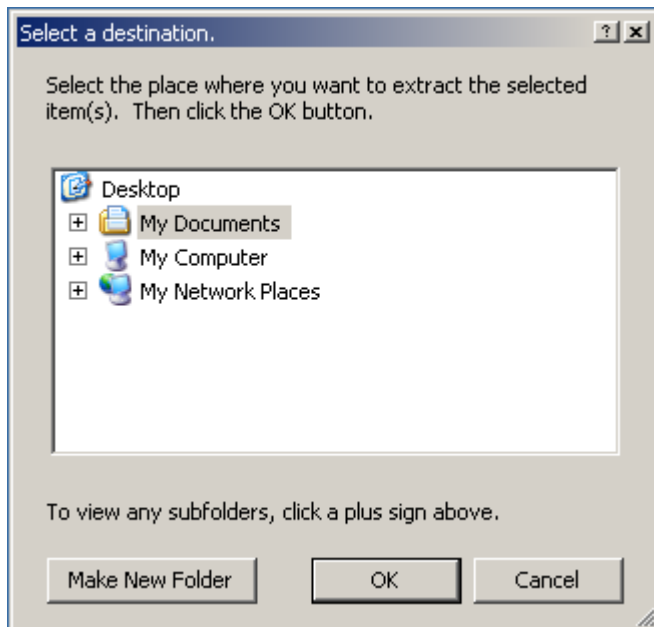 Select a destination.
Select the place where you want to extract the selected
item(s).  Then click the OK button.
Desktop
My Documents
My Computer
My Network Places
To view any subfolders, click a plus sign above.
Make New Folder
OK
Cancel